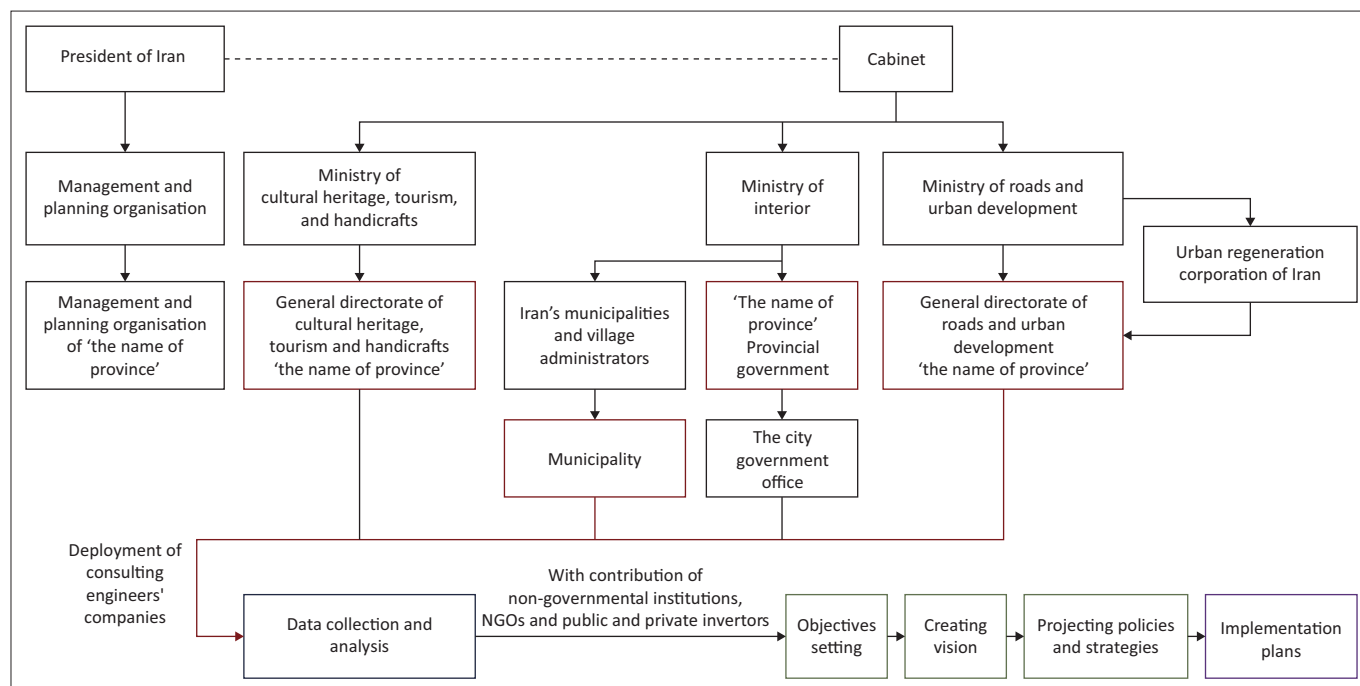 President of Iran
Cabinet
Management and
planning organisation
Ministry of
cultural heritage, tourism,
and handicrafts
Ministry of
interior
Ministry of roads and
urban development
Urban regeneration
corporation of Iran
Management and
planning organisation
of ‘the name of
province’
General directorate of
cultural heritage,
tourism and handicrafts
‘the name of province’
Iran’s municipalities
and village
administrators
‘The name of
province’
Provincial
government
General directorate of
roads and urban
development
‘the name of province’
Municipality
The city
government
office
Deployment of
consulting
engineers'
companies
Data collection and
analysis
With contribution of
non-governmental institutions,
NGOs and public and private invertors
Objectives
setting
Creating
vision
Projecting policies
and strategies
Implementation
plans